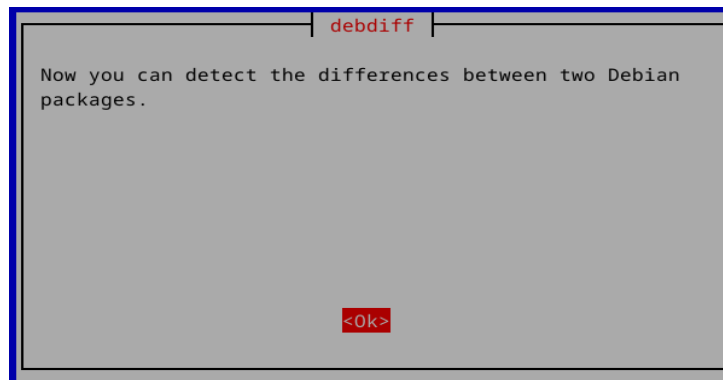 debdiff
Now you can detect the differences between two Debian
packages.
<Ok>